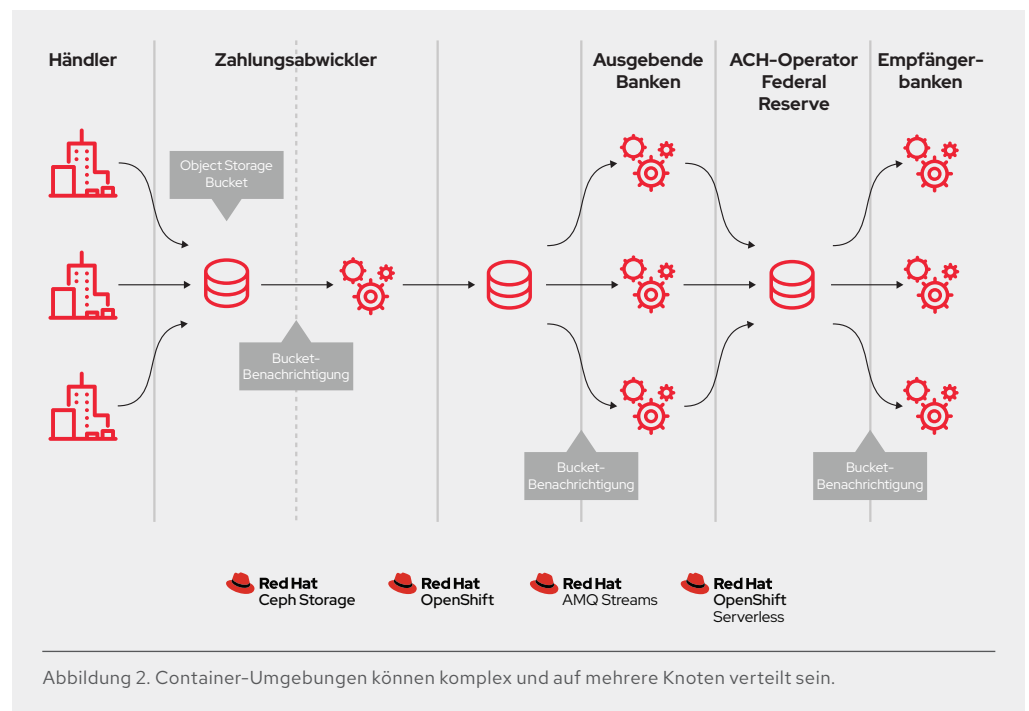 Händler
Zahlungsabwickler
Ausgebende
Banken
ACH-Operator
Federal
Reserve
Empfänger-
banken
Object Storage
Bucket
Bucket-
Benachrichtigung
Bucket-
Benachrichtigung
Bucket-
Benachrichtigung
Red Hat
Ceph Storage
Red Hat
OpenShift
Red Hat
AMQ Streams
Red Hat
OpenShift
Serverless
Abbildung 2. Container-Umgebungen können komplex und auf mehrere Knoten verteilt sein.